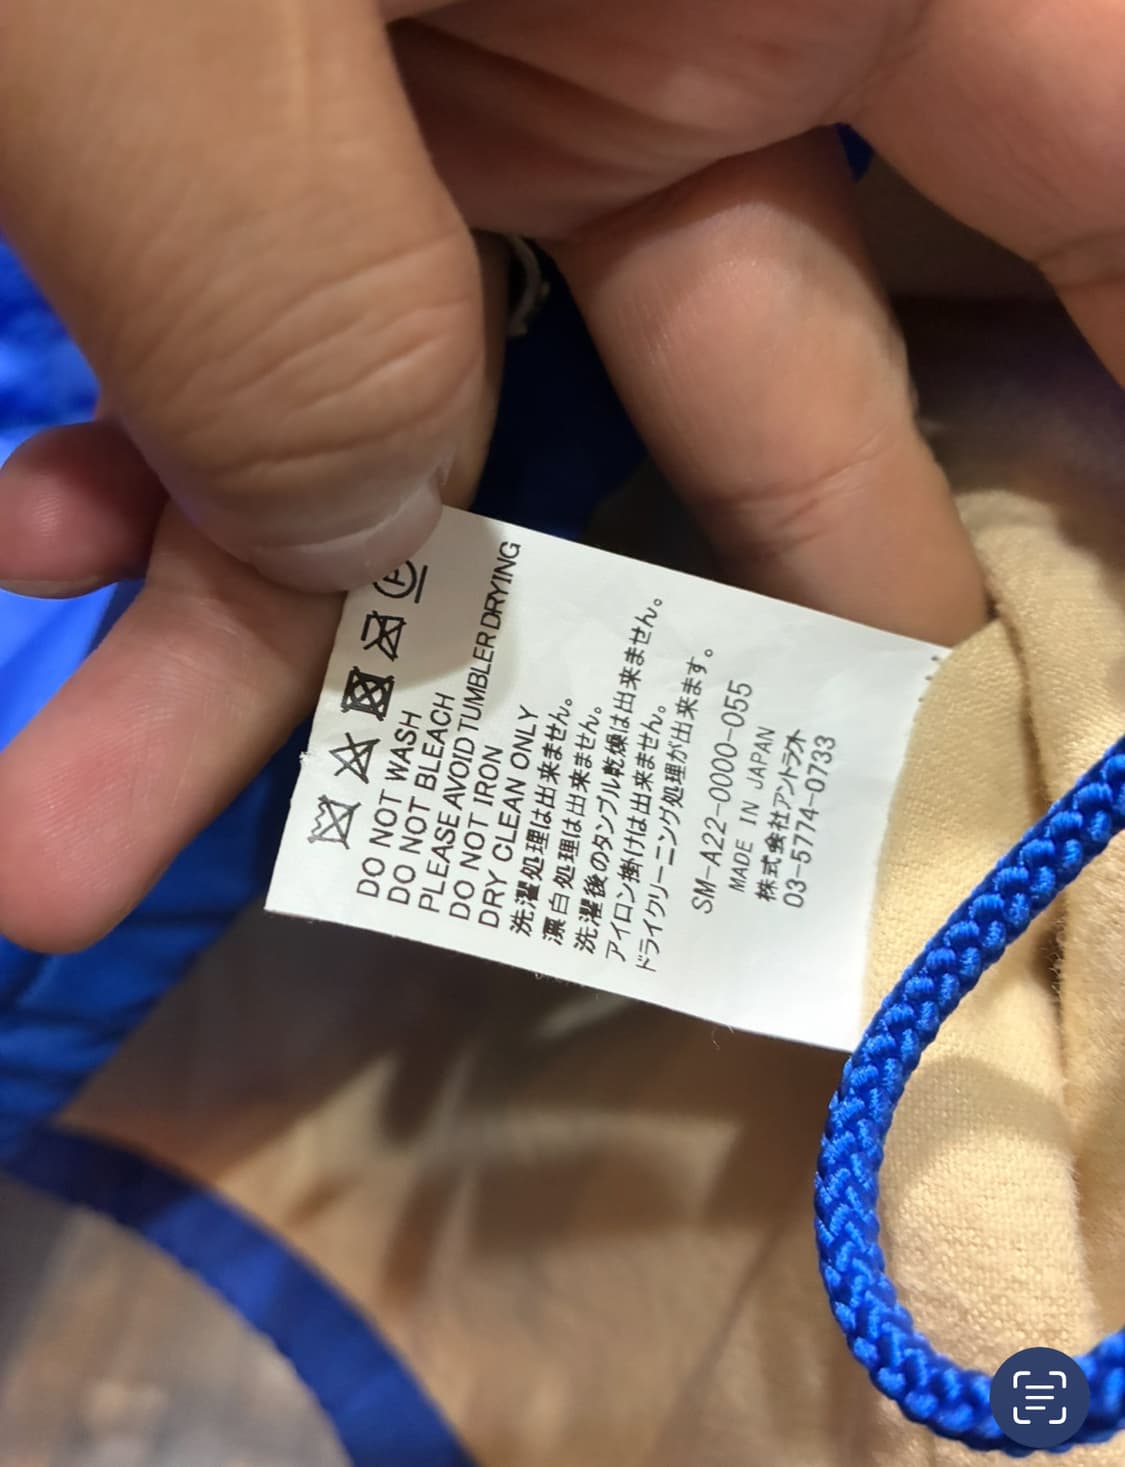 DO NOT WASH
DO NOT BLEACH
PLEASE AVOID TUMBLER DRYING
DO NOT IRON
DRY CLEAN ONLY
洗濯処理は出来ません。
漂白処理は出来ません。
洗濯後のタンブル乾燥は出来ません。
アイロン掛けは出来ません。
ドライクリーニング処理が出来ます。
SM-A22-0000-055
MADE IN JAPAN
株式会社アントラオ
03-5774-0733